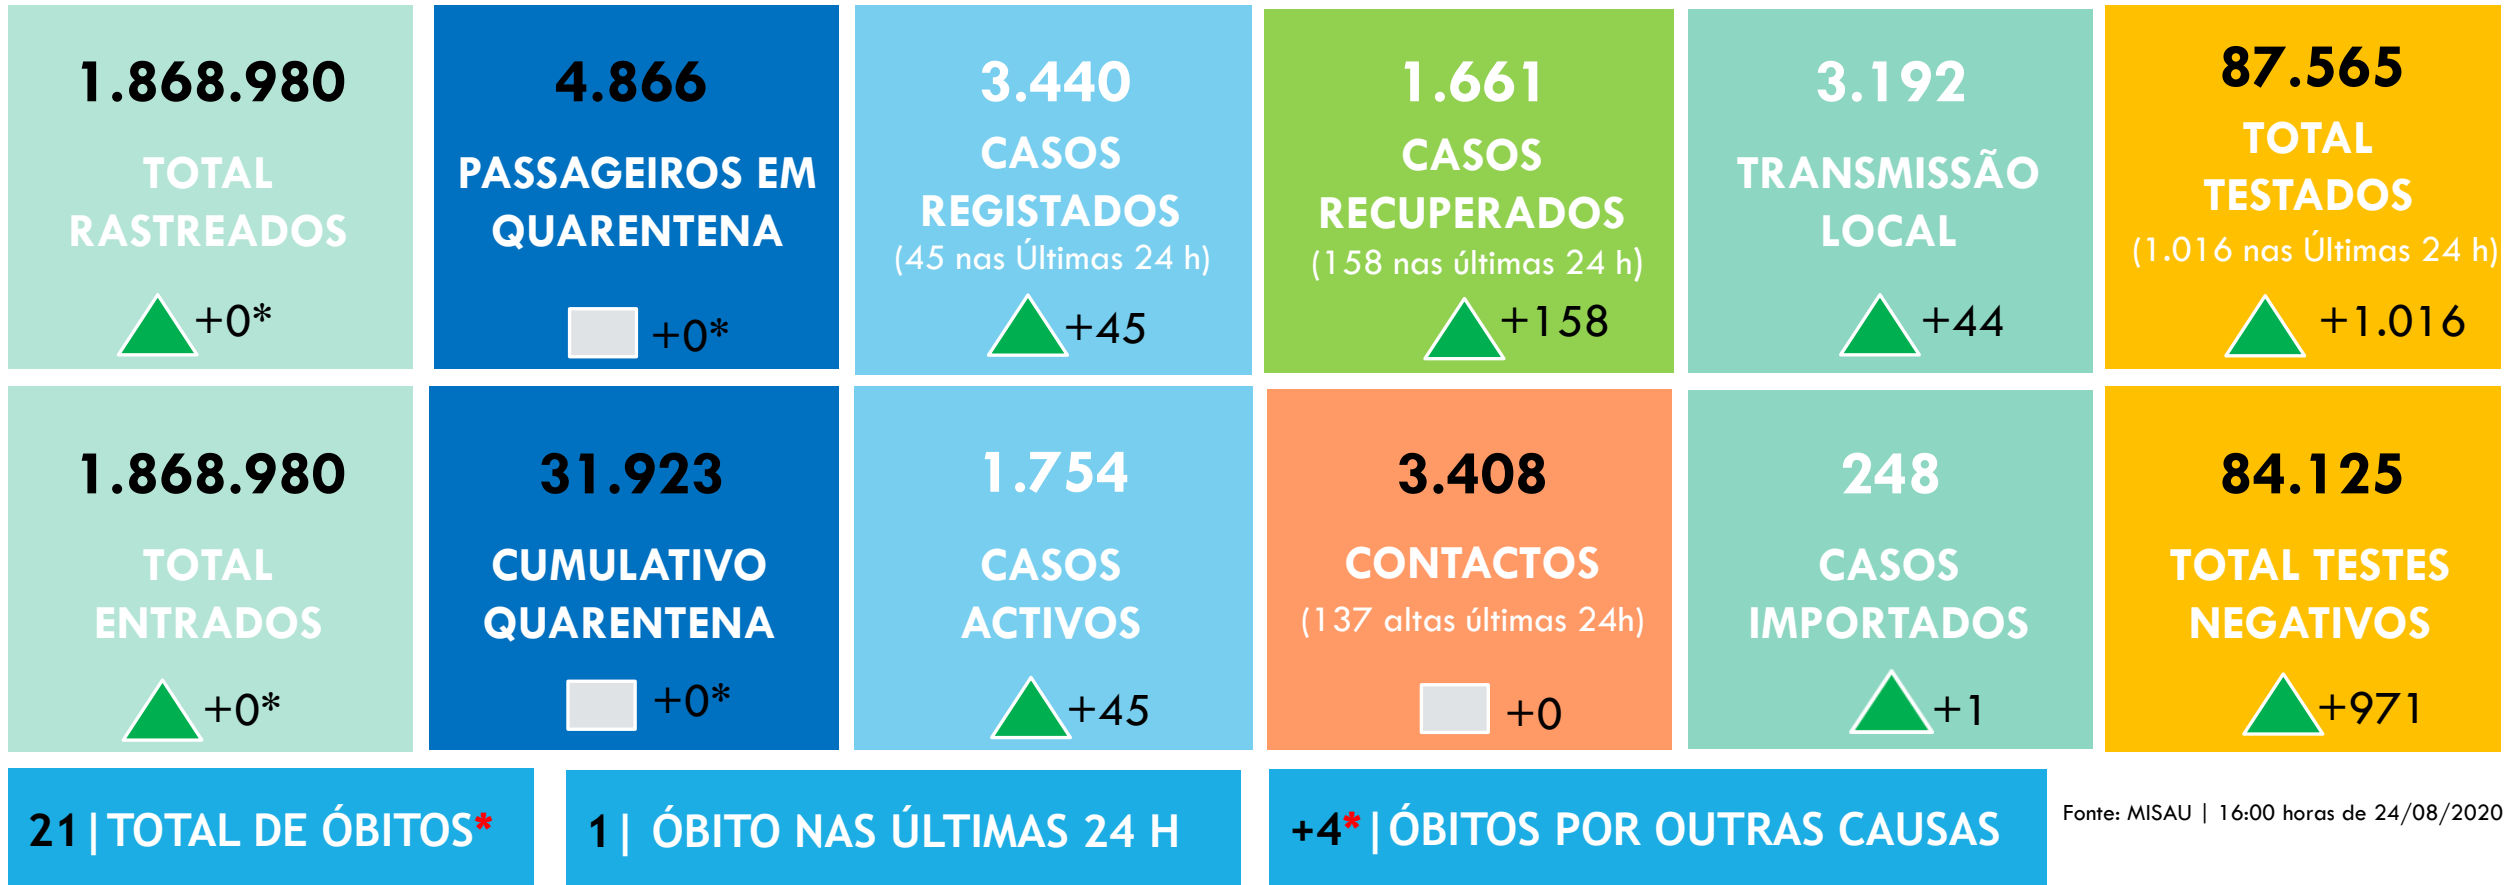 1.868.980
TOTAL
RASTREADOS
+0*
4.866
PASSAGEIROS EM
QUARENTENA
+0*
3.440
CASOS
REGISTADOS
(45 nas Últimas 24 h)
+45
1.661
CASOS
RECUPERADOS
(158 nas últimas 24 h)
+158
3.192
TRANSMISSÃO
LOCAL
+44
87.565
TOTAL
TESTADOS
(1.016 nas Últimas 24 h)
+1.016
1.868.980
TOTAL
ENTRADOS
+0*
31.923
CUMULATIVO
QUARENTENA
+0*
1.754
CASOS
ACTIVOS
+45
3.408
CONTACTOS
(137 altas últimas 24h)
+0
248
CASOS
IMPORTADOS
+1
84.125
TOTAL TESTES
NEGATIVOS
+971
21|TOTAL DE ÓBITOS*
1| ÓBITO NAS ÚLTIMAS 24 H
+4*|ÓBITOS POR OUTRAS CAUSAS
Fonte: MISAU | 16:00 horas de 24/08/2020